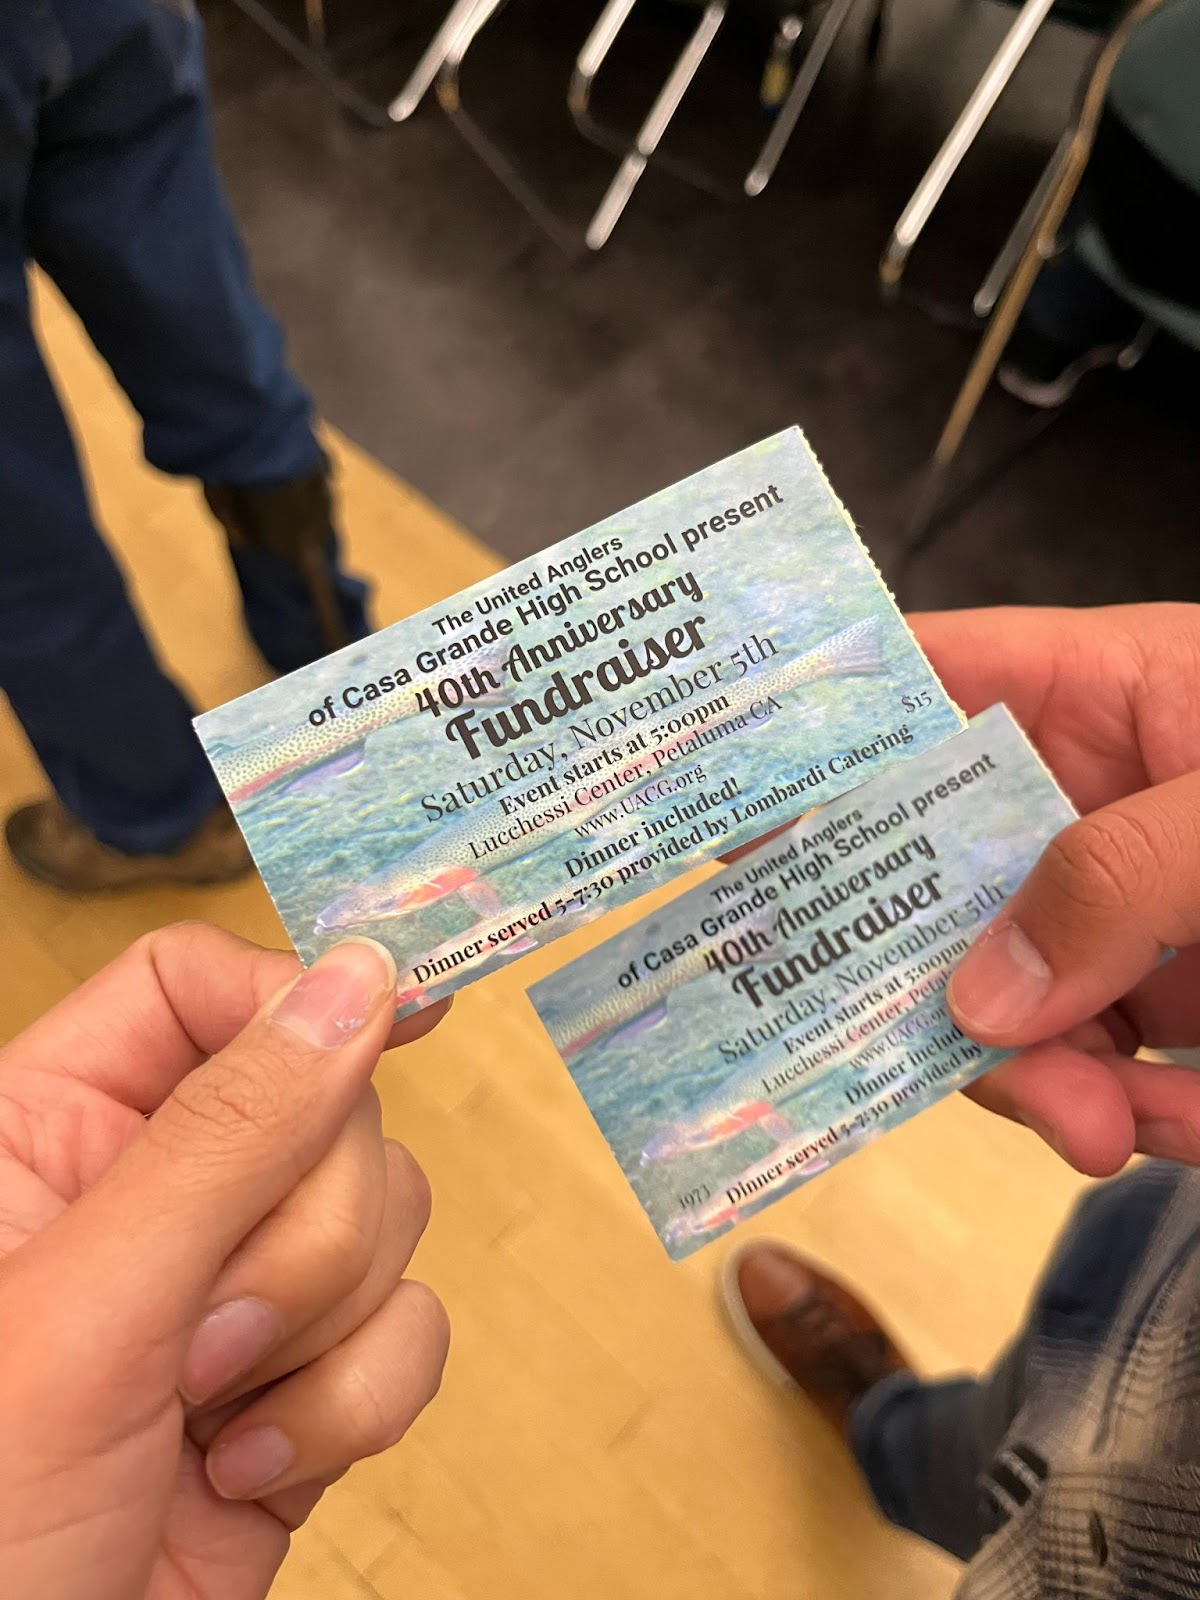 The United Anglers
of Casa Grande High School present
40th Anniversary
Fundraiser
Saturday, November 5th
Event starts at 5:00pm
Lucchessi Center, Petaluma CA
www.UACG.org
$15
Dinner included!
Dinner served 5-7:30 provided by Lombardi Catering
The United Anglers
of Casa Grande High School present
40th Anniversary
Fundraiser
Saturday, November 5th
Event starts at 5:00pm
Lucchessi Center,
Dinner
1973
Dinner served 5-7:30 provided by